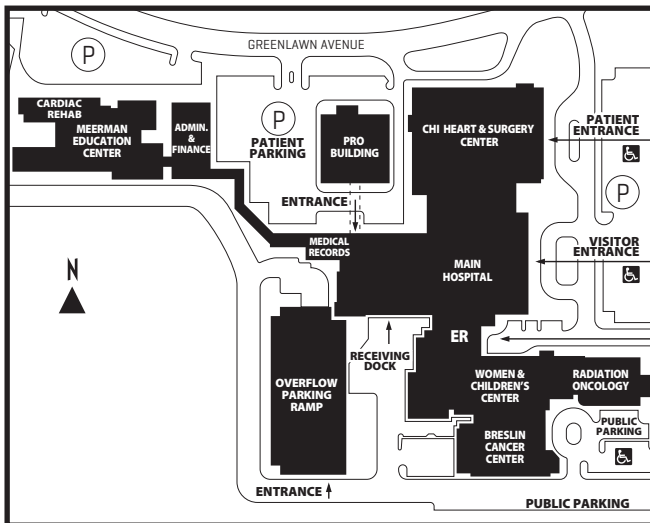 GREENLAWN AVENUE
P
CARDIAC
REHAB
MEERMAN
EDUCATION
CENTER
ADMIN.
&
FINANCE
P
PATIENT
PARKING
PRO
BUILDING
CHI HEART & SURGERY
CENTER
PATIENT
ENTRANCE
P
ENTRANCE
MEDICAL
RECORDS
MAIN
HOSPITAL
VISITOR
ENTRANCE
N
ER
RECEIVING
DOCK
OVERFLOW
PARKING
RAMP
WOMEN &
CHILDREN'S
CENTER
RADIATION
ONCOLOGY
BRESLIN
CANCER
CENTER
PUBLIC
PARKING
ENTRANCE
PUBLIC PARKING